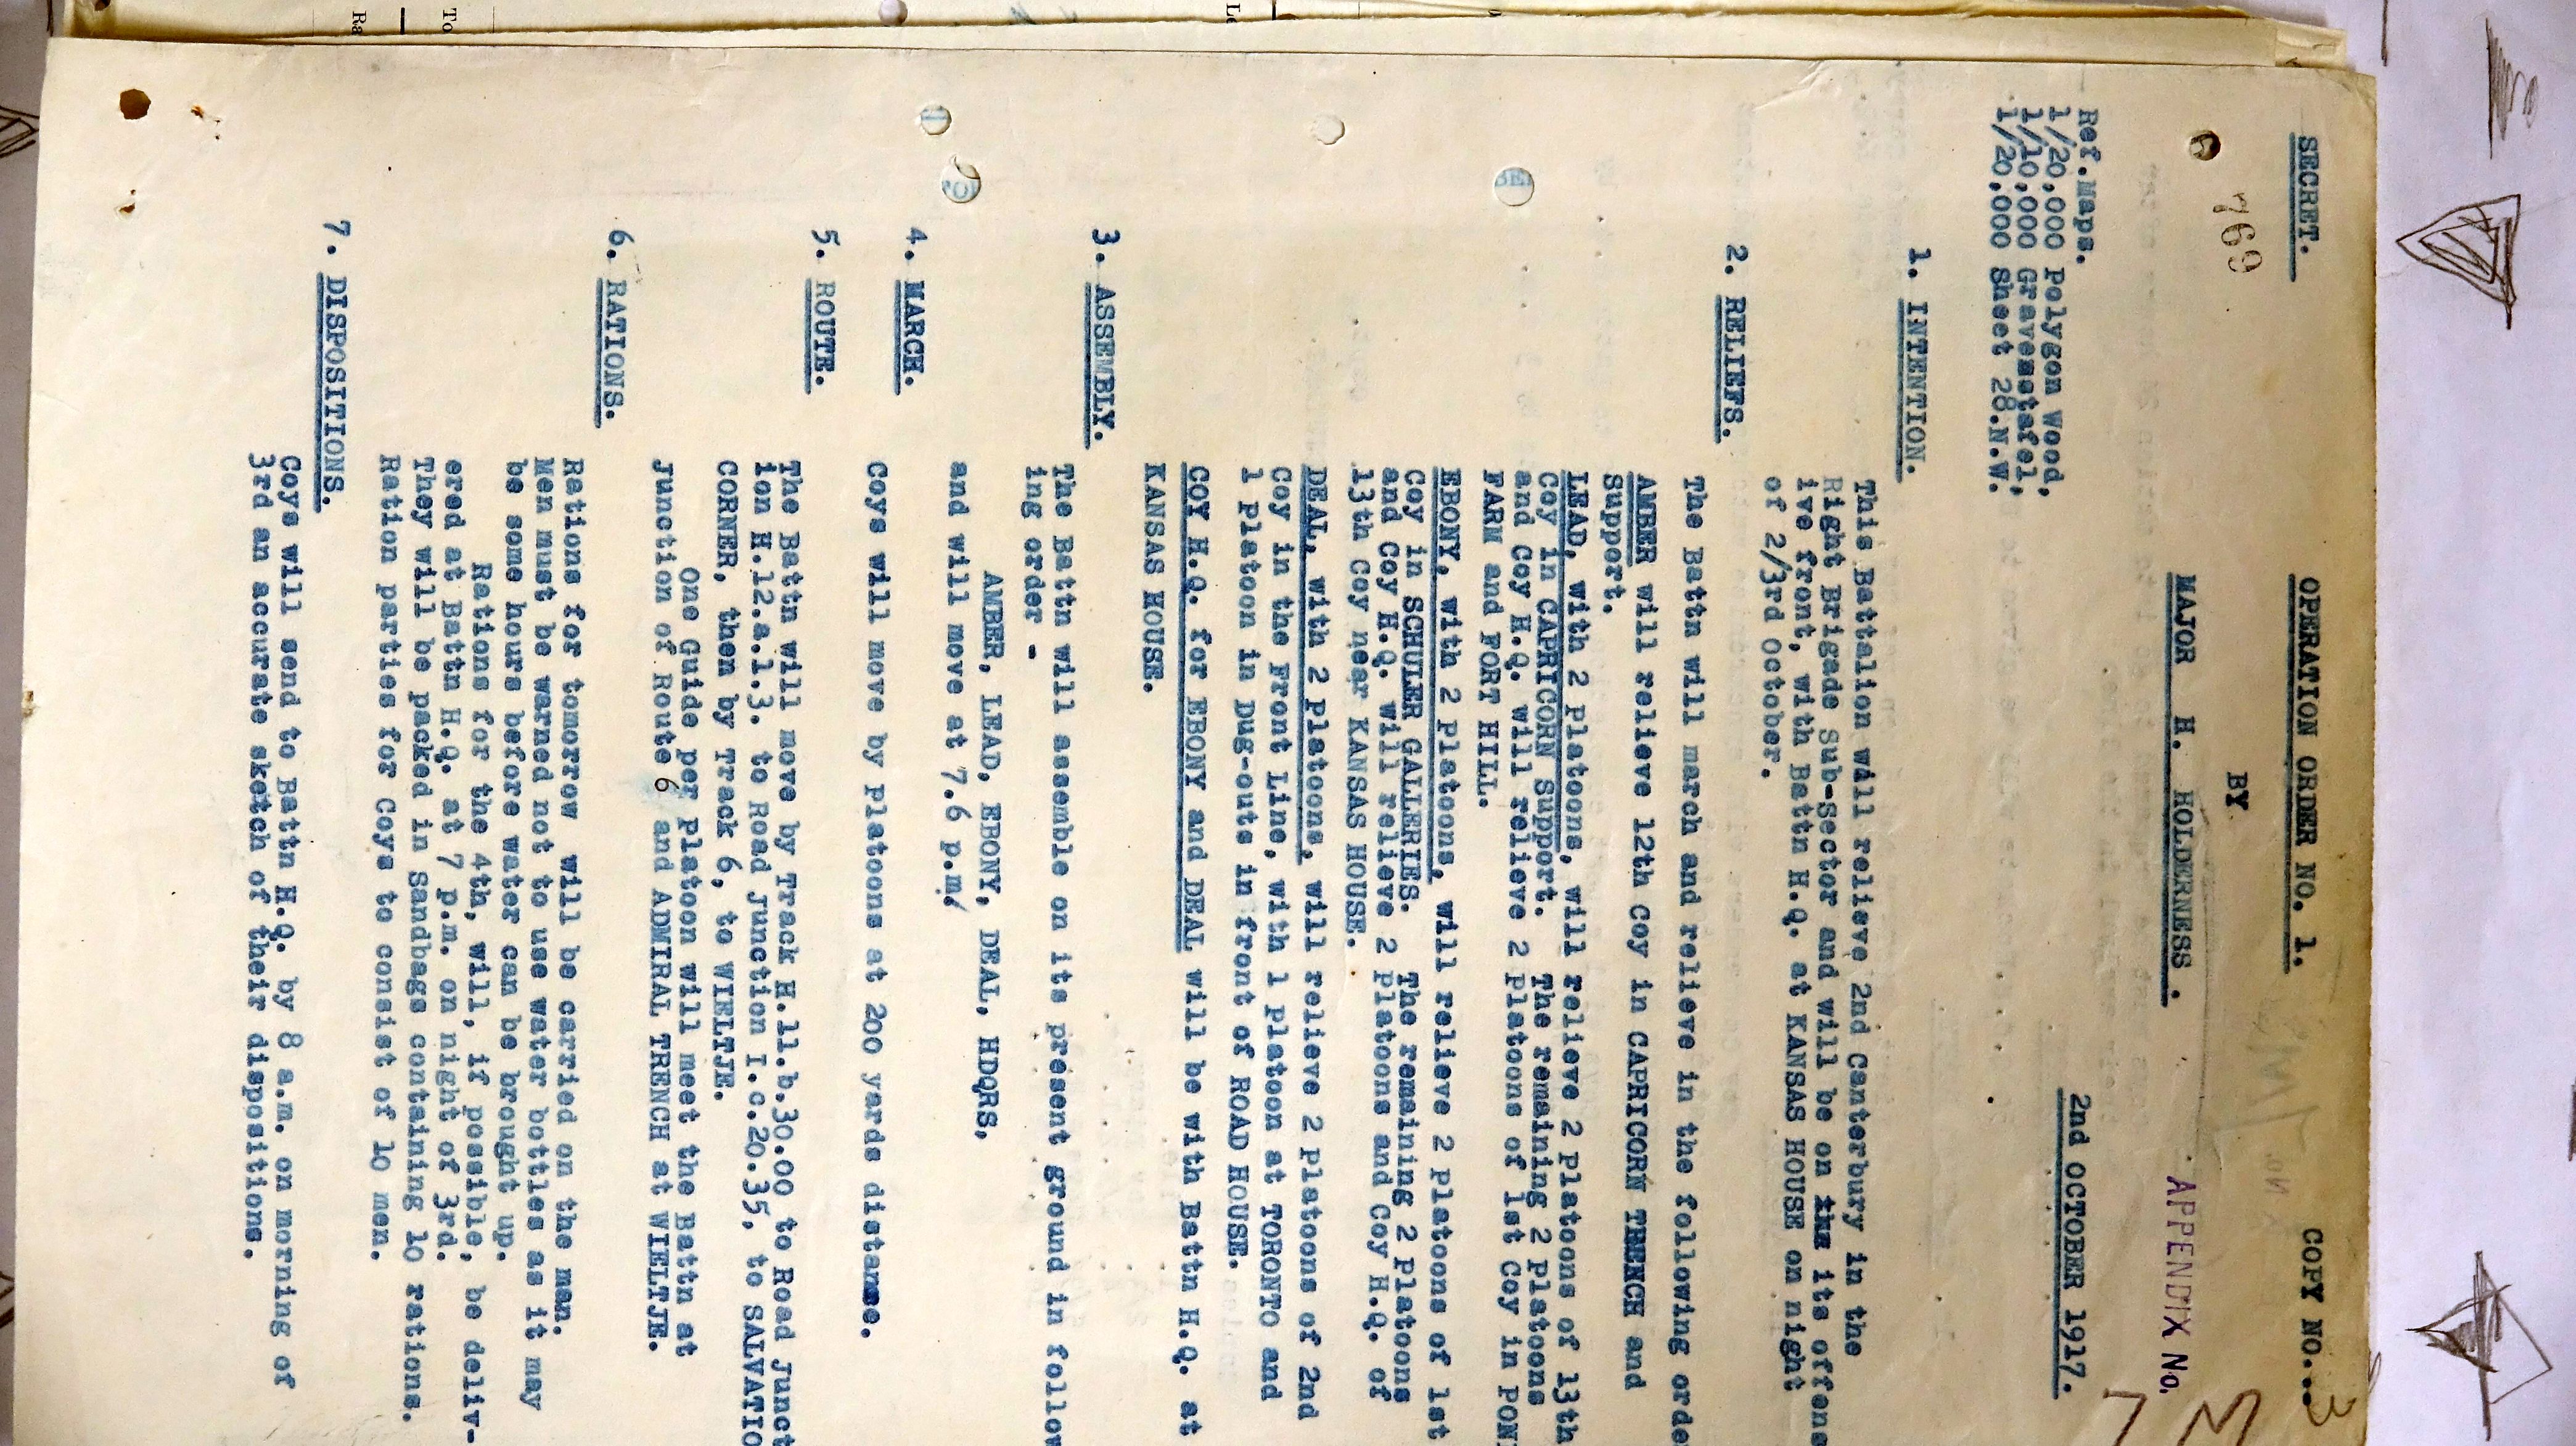 SECRET.
OPERATION ORDER NO. 1.
COPY NO...3
769
BY
MAJOR H. HOLDERNESS.
APPENDIX No.
2nd OCTOBER 1917.
Ref.Maps.
1/20,000 Polygon Wood,
1/10,000 Gravenstafel,
1/20,000 Sheet 28.N.W.
1. INTENTION.
This Battalion will relieve 2nd Canterbury in the
Right Brigade Sub-Sector and will be on its offens
ive front, with Battn H.Q. at KANSAS HOUSE on night
of 2/3rd October.
2. RELIEFS.
The Battn will march and relieve in the following orde
AMBER will relieve 12th Coy in CAPRICORN TRENCH and
Support.
LEAD, with 2 Platoons, will relieve 2 Platoons of 13th
Coy in CAPRICORN Support. The remaining 2 Platoons
and Coy H.Q. will relieve 2 Platoons of 1st Coy in POM
FARM and FORT HILL.
EBONY, with 2 Platoons, will relieve 2 Platoons of 1st
Coy in SCHULER GALLERIES. The remaining 2 Platoons
and Coy H.Q. will relieve 2 Platoons and Coy H.Q. of
13th Coy near KANSAS HOUSE.
DEAL, with 2 Platoons, will relieve 2 Platoons of 2nd
Coy in the Front Line, with 1 Platoon at TORONTO and
1 Platoon in Dug-outs in front of ROAD HOUSE.
COY H.Q. for EBONY and DEAL will be with Battn H.Q. at
KANSAS HOUSE.
3. ASSEMBLY.
The Battn will assemble on its present ground in follow
ing order -
AMBER, LEAD, EBONY, DEAL, HDQRS,
and will move at 7.6 p.m.
4. MARCH.
Coys will move by Platoons at 200 yards distance.
5. ROUTE.
The Battn will move by Track H.11.b.30.00 to Road Junct
ion H.12.a.1.3. to Road Junction I.c.20.35, to SALVATIO
CORNER, then by Track 6, to WIELTJE.
One Guide per Platoon will meet the Battn at
Junction of Route 6 and ADMIRAL TRENCH at WIELTJE.
6. RATIONS.
Rations for tomorrow will be carried on the man.
Men must be warned not to use water bottles as it may
be some hours before water can be brought up.
Rations for the 4th, will, if possible, be deliv-
ered at Battn H.Q. at 7 p.m. on night of 3rd.
They will be packed in Sandbags containing 10 rations.
Ration parties for Coys to consist of 10 men.
7. DISPOSITIONS.
Coys will send to Battn H.Q. by 8 a.m. on morning of
3rd an accurate sketch of their dispositions.